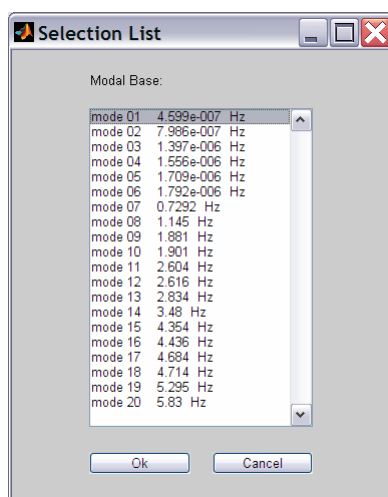 Selection List
Modal Base:
mode 01 4.599e-007 Hz
mode 02 7.986e-007 Hz
mode 03 1.397e-006 Hz
mode 04 1.556e-006 Hz
mode 05 1.709e-006 Hz
mode 06 1.792e-006 Hz
mode 07 0.7292 Hz
mode 08 1.145 Hz
mode 09 1.881 Hz
mode 10 1.901 Hz
mode 11 2.604 Hz
mode 12 2.616 Hz
mode 13 2.834 Hz
mode 14 3.48 Hz
mode 15 4.354 Hz
mode 16 4.436 Hz
mode 17 4.684 Hz
mode 18 4.714 Hz
mode 19 5.295 Hz
mode 20 5.83 Hz
Ok Cancel